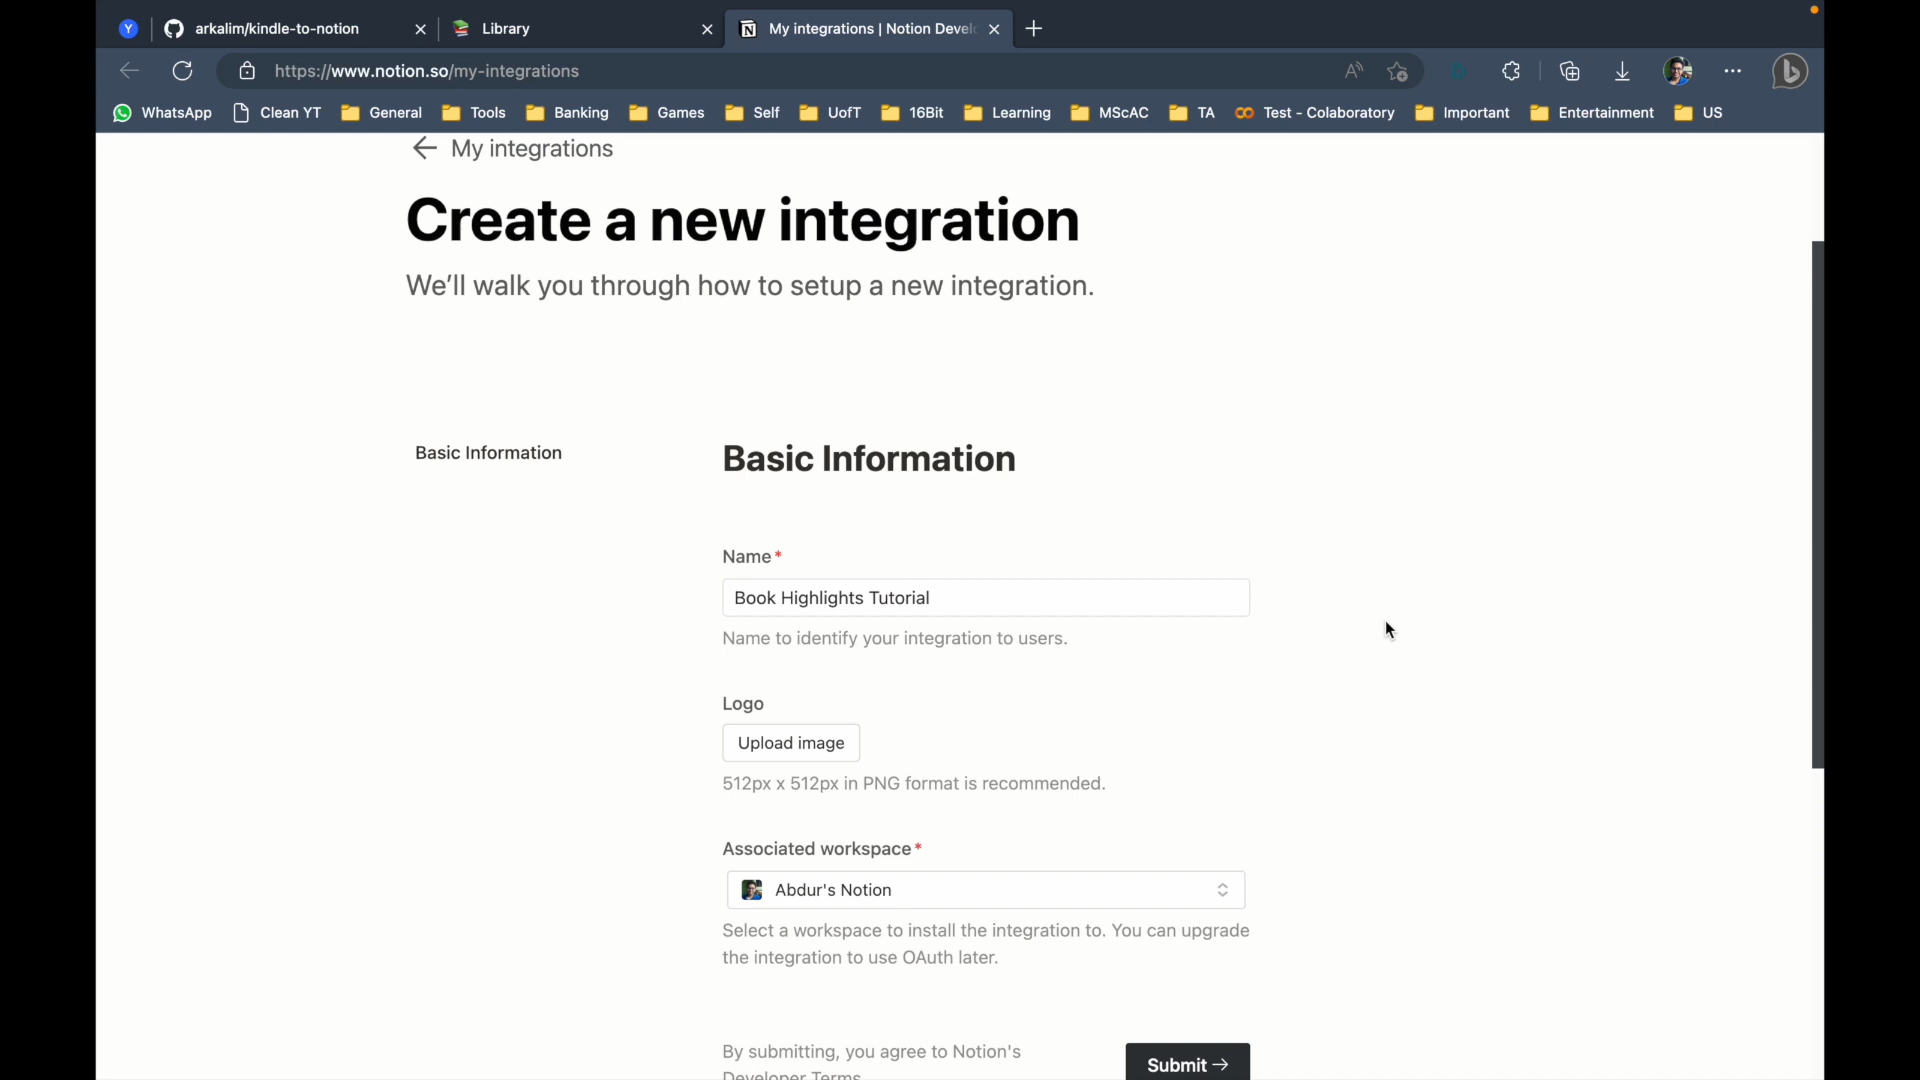 Y
arkalim/kindle-to-notion
Library
My integrations | Notion Devel
https://www.notion.so/my-integrations
WhatsApp
Clean YT
General
Tools
Banking
Games
Self
UofT
16Bit
Learning
MScAC
TA
Test - Colaboratory
Important
Entertainment
US
My integrations
Create a new integration
We’ll walk you through how to setup a new integration.
Basic Information
Basic Information
Name*
Book Highlights Tutorial
Name to identify your integration to users.
Logo
Upload image
512px x 512px in PNG format is recommended.
Associated workspace*
Abdur's Notion
Select a workspace to install the integration to. You can upgrade
the integration to use OAuth later.
By submitting, you agree to Notion's
Developer Terms
Submit →